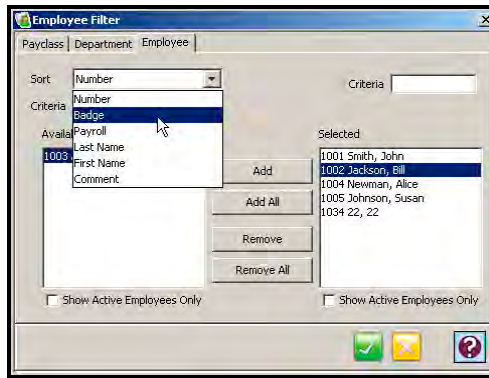 Employee Filter
Payclass Department Employee
Sort Number Criteria
Number
Criteria
Badge
Payroll
Last Name
First Name
Comment
Selected
1003
1001 Smith, John
1002 Jackson, Bill
1004 Newman, Alice
1005 Johnson, Susan
1034 22, 22
Add
Add All
Remove
Remove All
Show Active Employees Only Show Active Employees Only